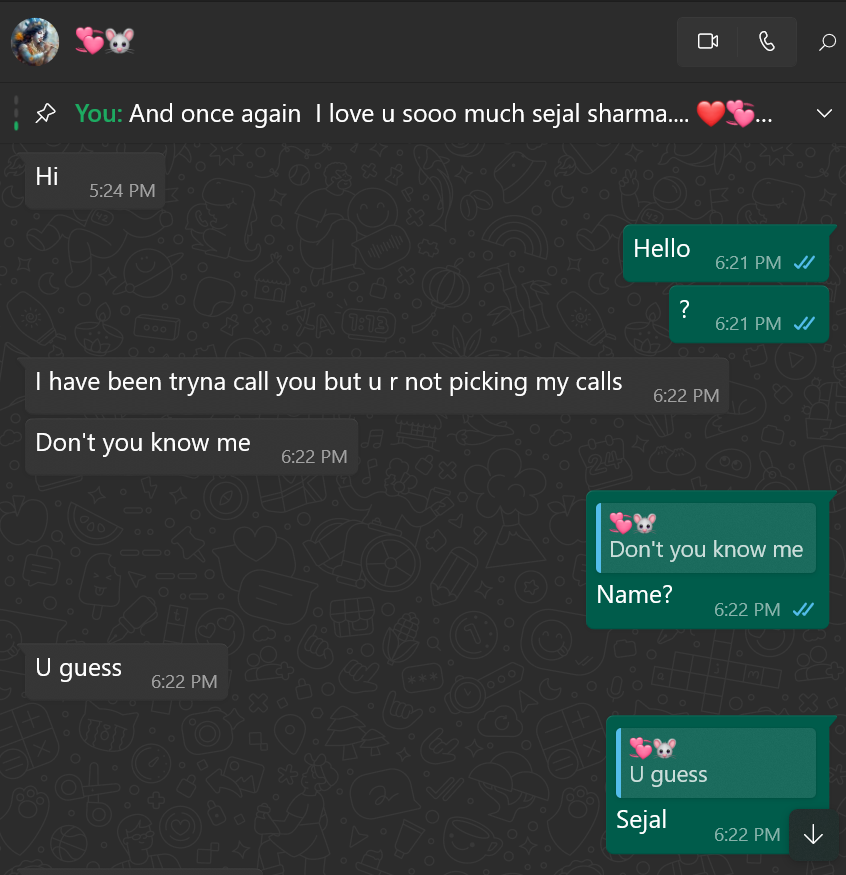 💞🐭
You: And once again I love u sooo much sejal sharma.... ❤️💞...
Hi
5:24 PM
Hello
6:21 PM
?
6:21 PM
I have been tryna call you but u r not picking my calls
6:22 PM
Don't you know me
6:22 PM
💞🐭
Don't you know me
Name?
6:22 PM
U guess
6:22 PM
💞🐭
U guess
Sejal
6:22 PM